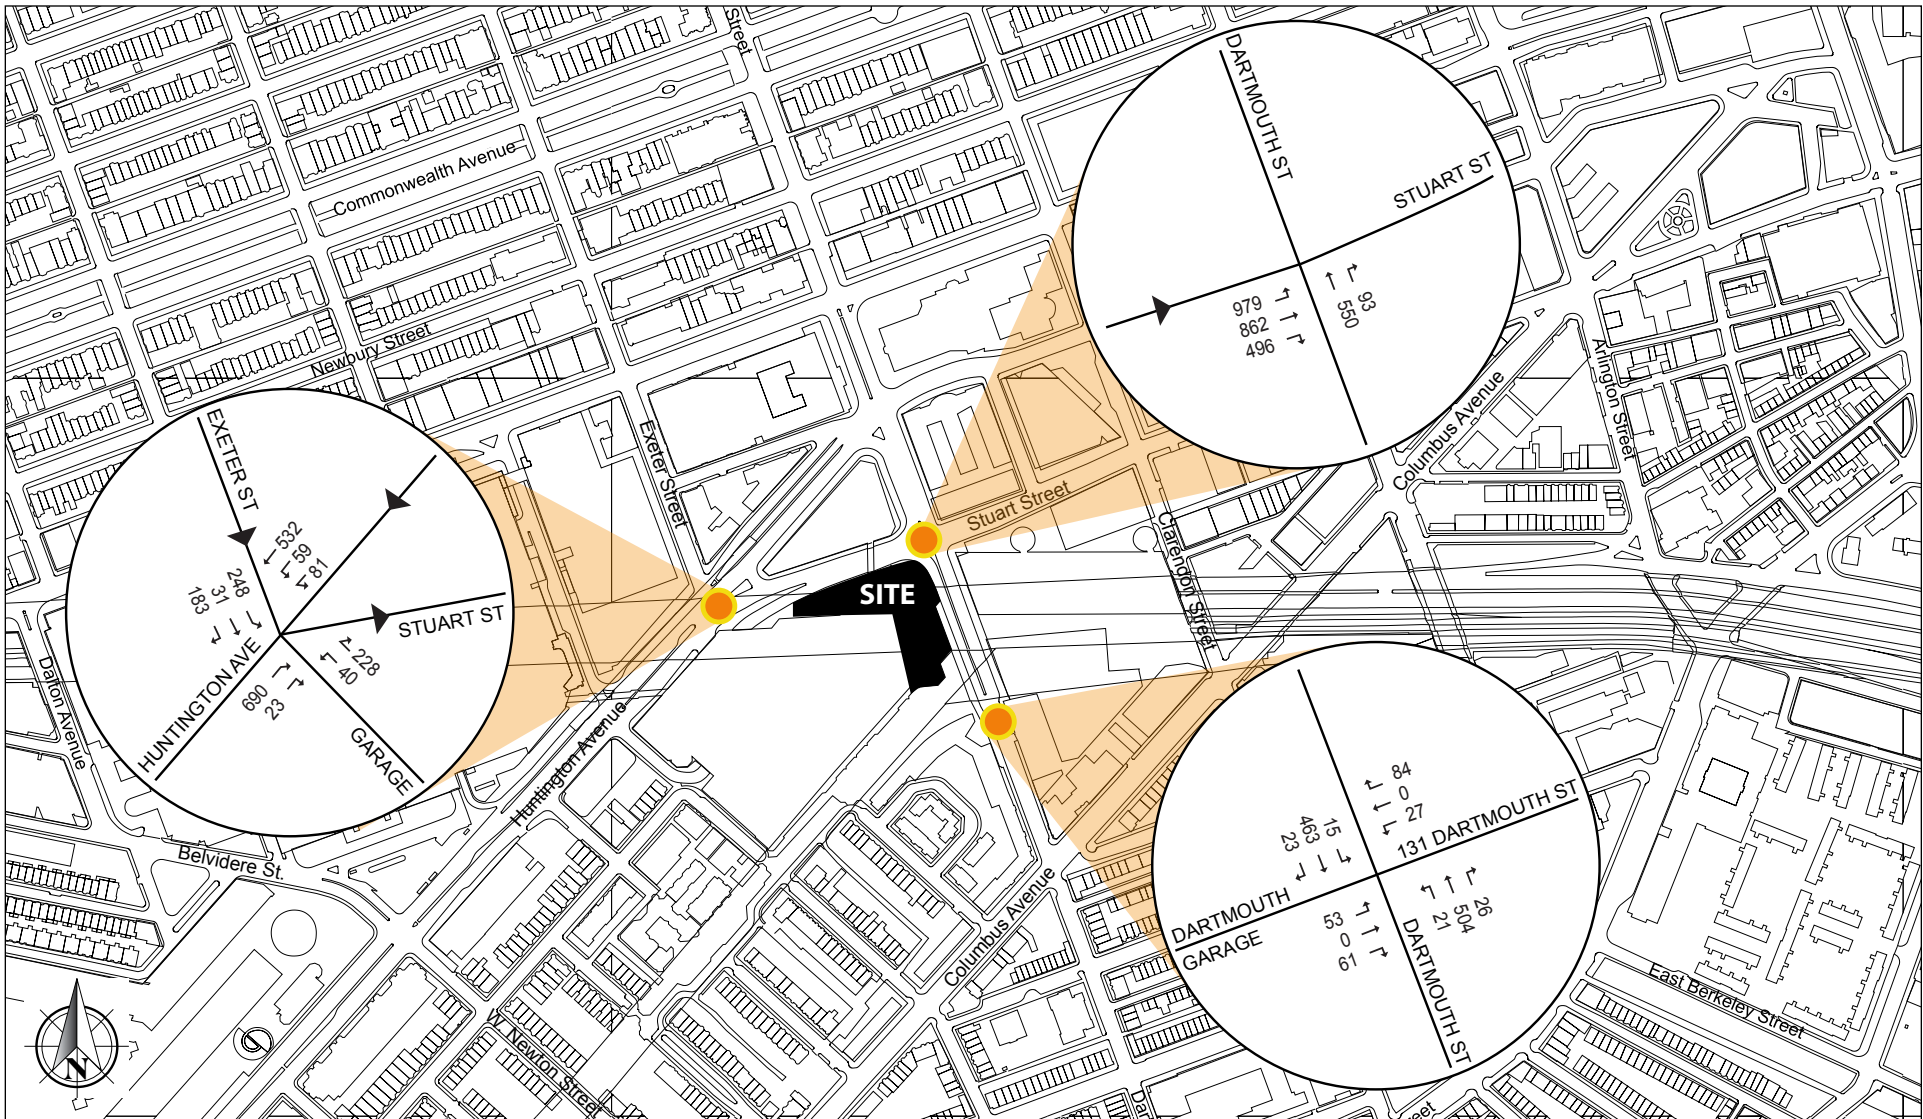 Street
Commonwealth Avenue
Newbury Street
Exeter Street
Stuart Street
Clarendon Street
Columbus Avenue
Arlington Street
DARTMOUTH ST
STUART ST
979
862
496
93
550
EXETER ST
532
59
81
248
31
183
STUART ST
228
40
HUNTINGTON AVE
690
23
GARAGE
SITE
Dalton Avenue
Huntington Avenue
Belvidere St.
Columbus Avenue
W. Newton Street
84
0
27
131 DARTMOUTH ST
15
463
23
DARTMOUTH
GARAGE
53
0
61
26
504
21
DARTMOUTH ST
East Berkeley Street
N